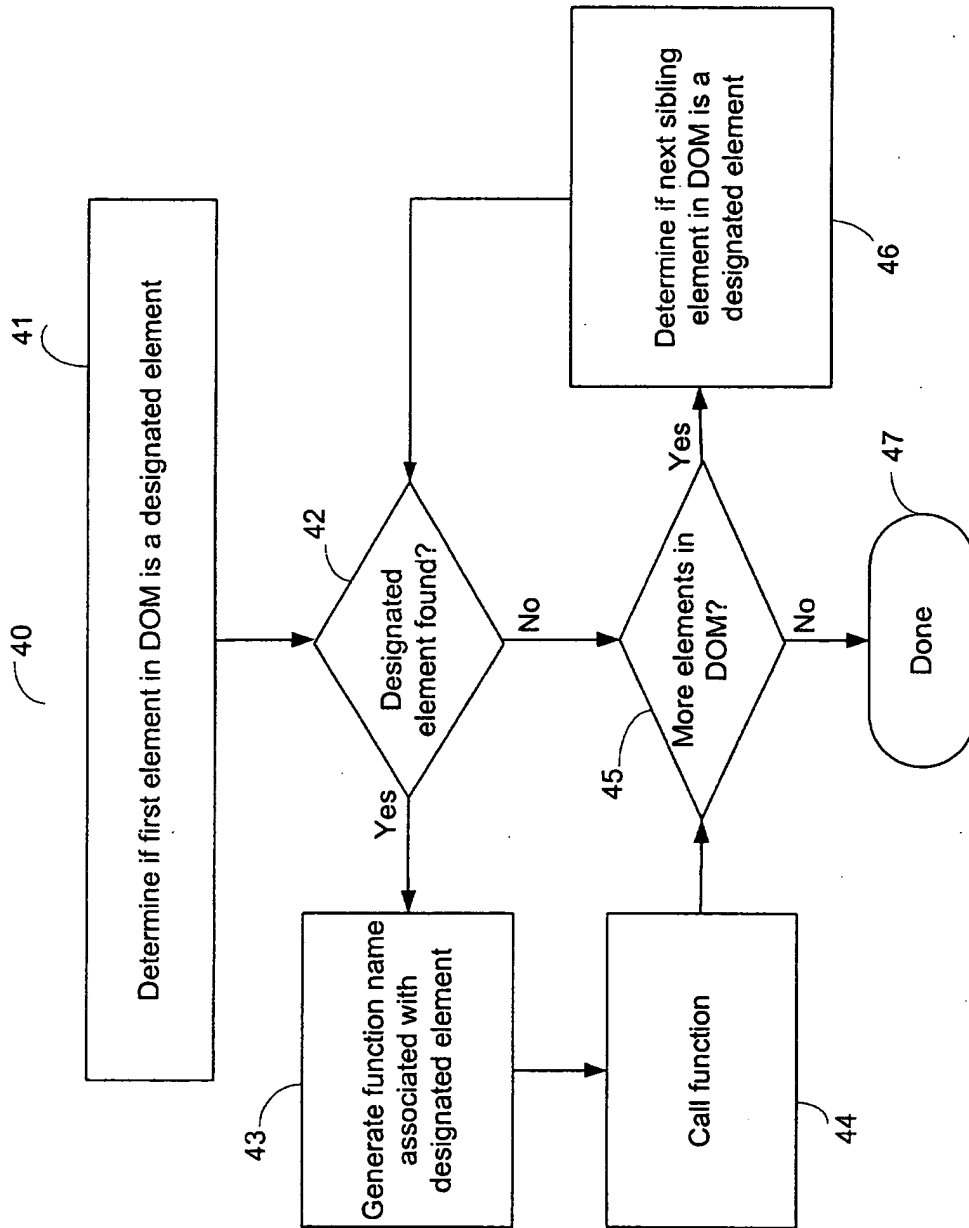 40
41
Determine if first element in DOM is a designated element
42
Designated
element found?
Yes
No
43
Generate function name
associated with
designated element
44
Call function
45
More elements in
DOM?
Yes
No
46
Determine if next sibling
element in DOM is a
designated element
47
Done